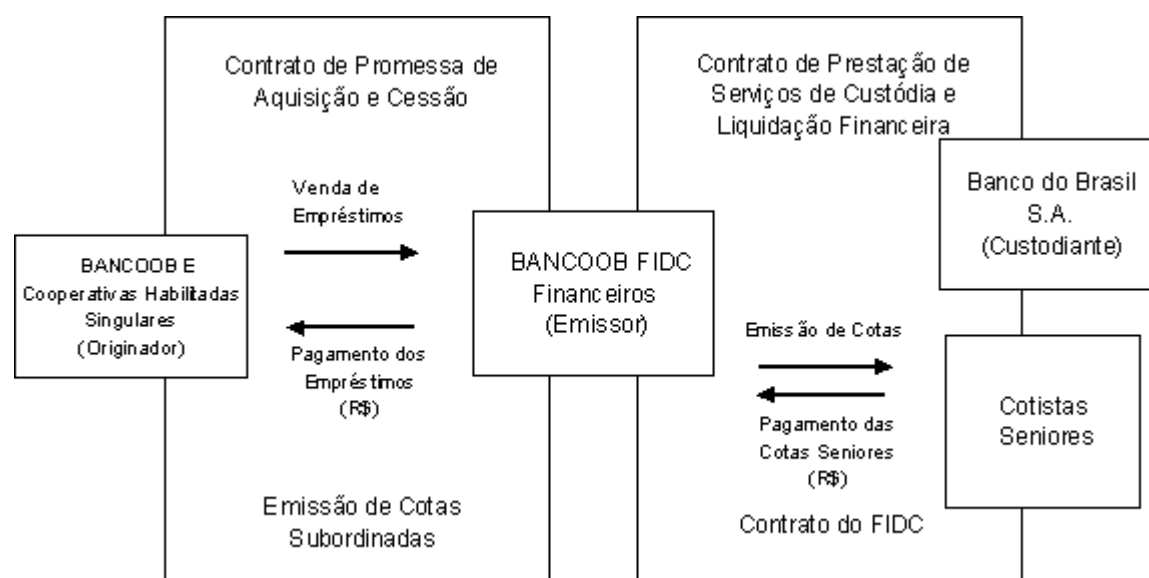 Contrato de Promessa de
Aquisição e Cessão
Venda de
Empréstimos
BANCOOB E
Cooperativas Habilitadas
Singulares
(Originador)
Pagamento dos
Empréstimos
(R$)
Emissão de Cotas
Subordinadas
BANCOOB FIDC
Financeiros
(Emissor)
Contrato de Prestação de
Serviços de Custódia e
Liquidação Financeira
Banco do Brasil
S.A.
(Custodiante)
Emissão de Cotas
Pagamento das
Cotas Seniores
(R$)
Cotistas
Seniores
Contrato do FIDC